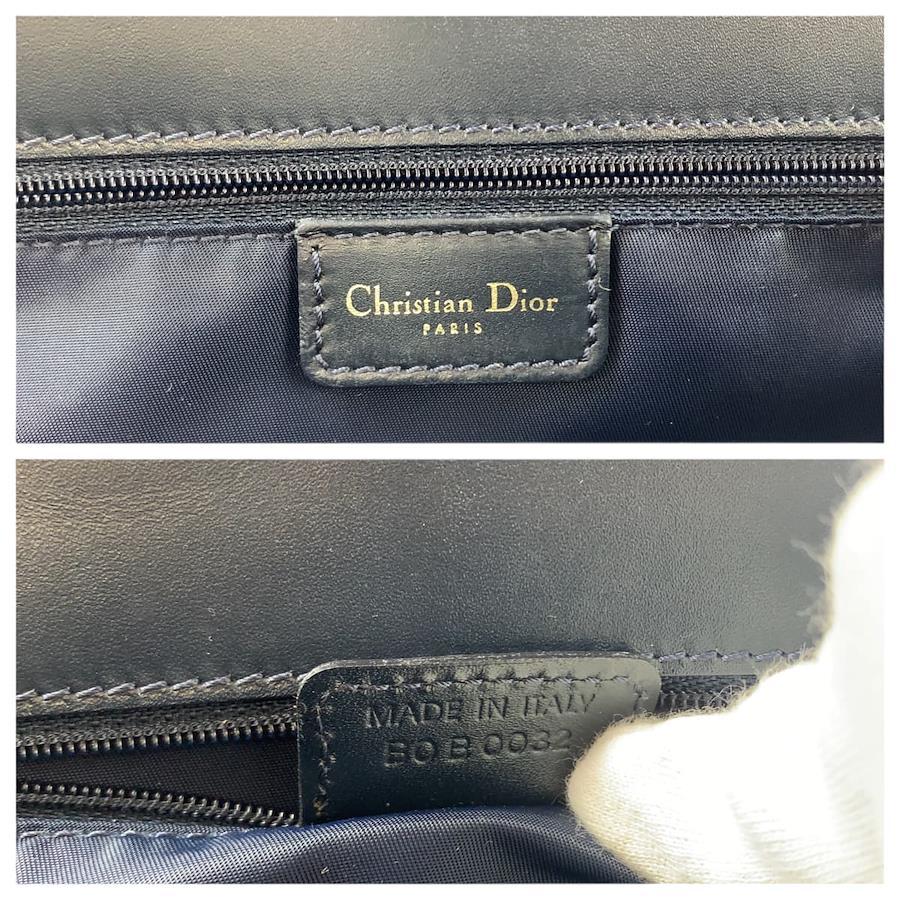 Christian Dior
PARIS
MADE IN ITALY
BO B 0032